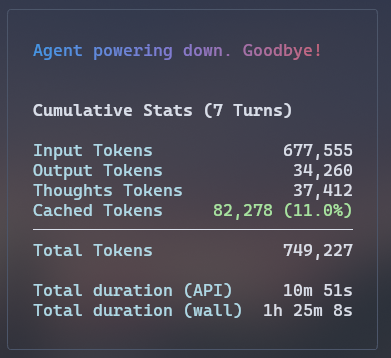 Agent powering down. Goodbye!
Cumulative Stats (7 Turns)
Input Tokens 677,555
Output Tokens 34,260
Thoughts Tokens 37,412
Cached Tokens 82,278 (11.0%)
Total Tokens 749,227
Total duration (API) 10m 51s
Total duration (wall) 1h 25m 8s